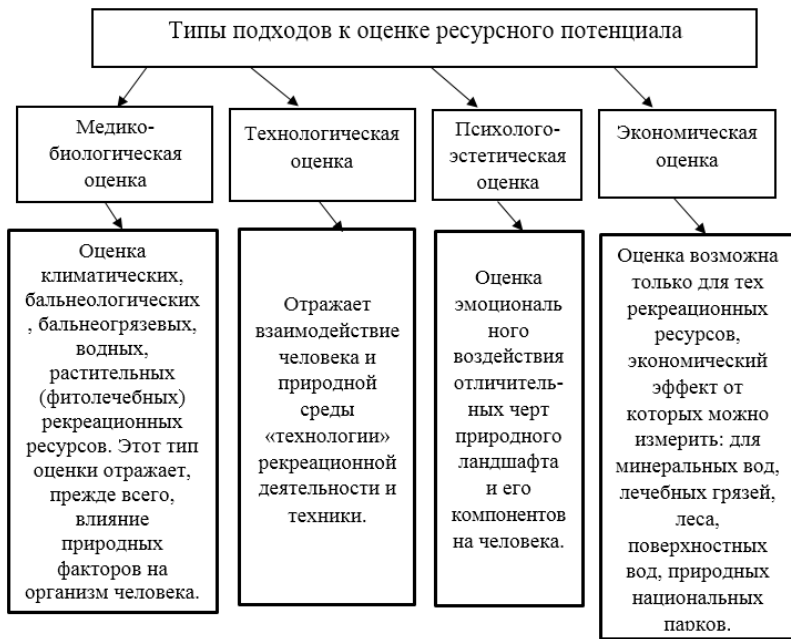 Типы подходов к оценке ресурсного потенциала
Медико-
биологическая
оценка
Технологическая
оценка
Психолого-
эстетическая
оценка
Экономическая
оценка
Оценка
климатических,
бальнеологических
, бальнеогрязевых,
водных,
растительных
(фитолечебных)
рекреационных
ресурсов. Этот тип
оценки отражает,
прежде всего,
влияние
природных
факторов на
организм человека.
Отражает
взаимодействие
человека и
природной
среды
«технологии»
рекреационной
деятельности и
техники.
Оценка
эмоциональ
ного
воздействия
отличитель-
ных черт
природного
ландшафта
и его
компонентов
на человека.
Оценка возможна
только для тех
рекреационных
ресурсов,
экономический
эффект от
которых можно
измерить: для
минеральных вод,
лечебных грязей,
леса,
поверхностных
вод, природных
национальных
парков.